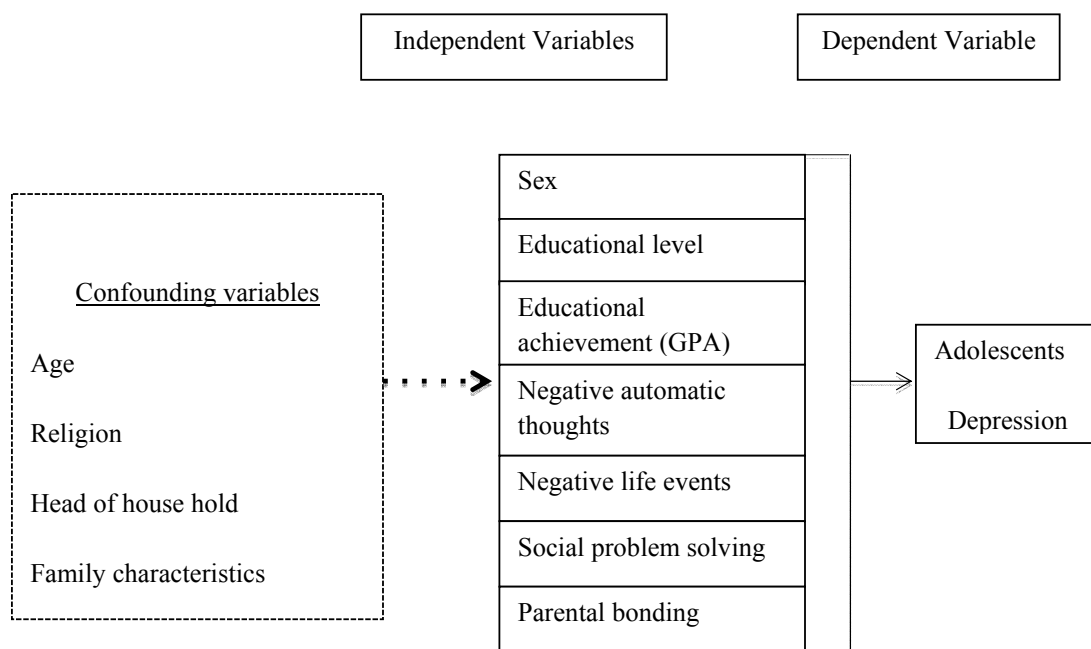 Independent Variables
Dependent Variable
Confounding variables
Age
Religion
Head of house hold
Family characteristics
Sex
Educational level
Educational
achievement (GPA)
Negative automatic
thoughts
Negative life events
Social problem solving
Parental bonding
Adolescents
Depression